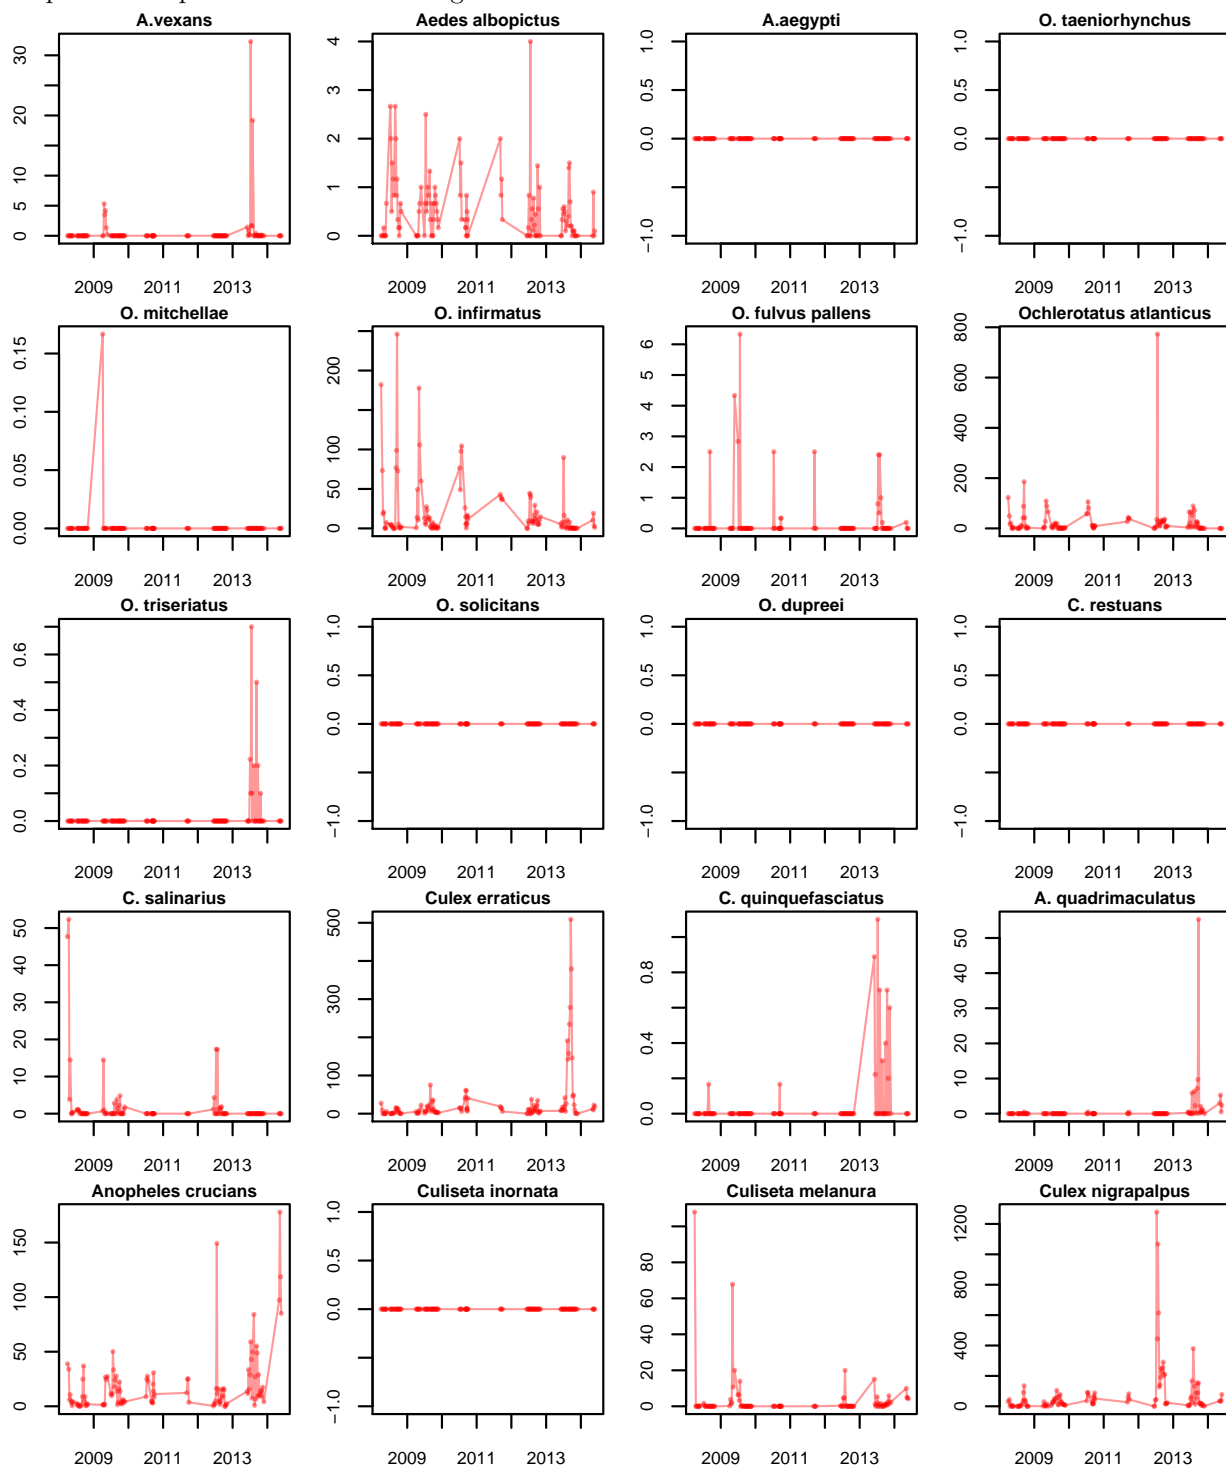 A.vexans
Aedes albopictus
A.aegypti
O. taeniorhynchus
0 5 10 20 30
0 1 2 3 4
−1.0 0.0 0.5 1.0
−1.0 0.0 0.5 1.0
2009 2011 2013
2009 2011 2013
2009 2011 2013
2009 2011 2013
O. mitchellae
O. infirmatus
O. fulvus pallens
Ochlerotatus atlanticus
0.00 0.05 0.10 0.15
0 50 100 200
0 1 2 3 4 5 6
0 200 400 600 800
2009 2011 2013
2009 2011 2013
2009 2011 2013
2009 2011 2013
O. triseriatus
O. solicitans
O. dupreei
C. restuans
0.0 0.2 0.4 0.6
−1.0 0.0 0.5 1.0
−1.0 0.0 0.5 1.0
−1.0 0.0 0.5 1.0
2009 2011 2013
2009 2011 2013
2009 2011 2013
2009 2011 2013
C. salinarius
Culex erraticus
C. quinquefasciatus
A. quadrimaculatus
0 10 20 30 40 50
0 100 300 500
0.0 0.4 0.8
0 10 20 30 40 50
2009 2011 2013
2009 2011 2013
2009 2011 2013
2009 2011 2013
Anopheles crucians
Culiseta inornata
Culiseta melanura
Culex nigrapalpus
0 50 100 150
−1.0 0.0 0.5 1.0
0 20 40 60 80
0 400 800 1200
2009 2011 2013
2009 2011 2013
2009 2011 2013
2009 2011 2013